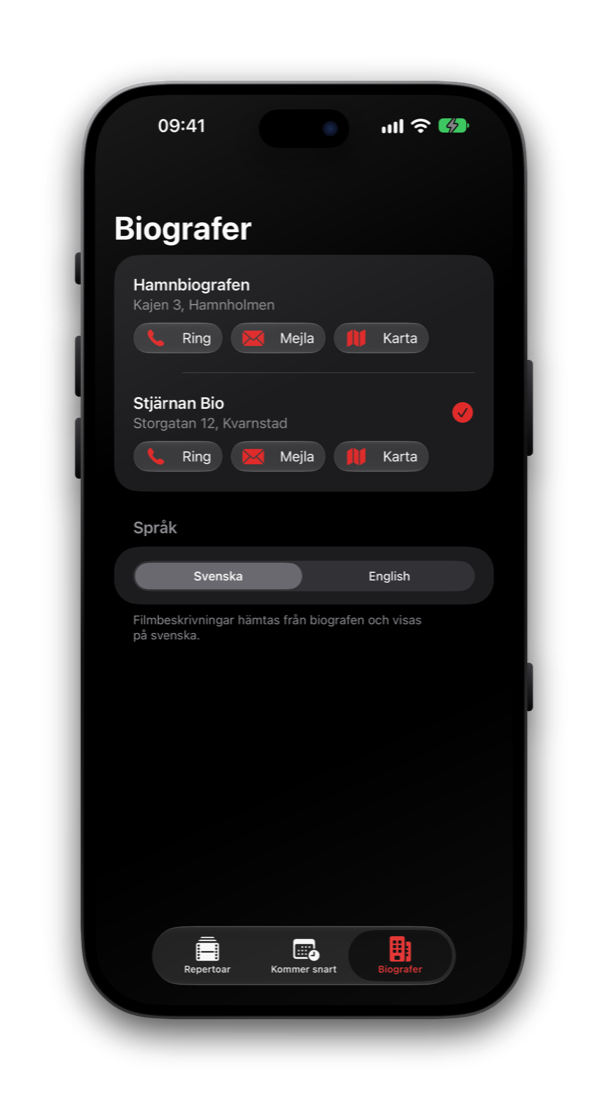 09:41
Biografer
Hamnbiografen
Kajen 3, Hamnholmen
Ring
Mejla
Karta
Stjärnan Bio
Storgatan 12, Kvarnstad
Ring
Mejla
Karta
Språk
Svenska
English
Filmbeskrivningar hämtas från biografen och visas
på svenska.
Repertoar
Kommer snart
Biografer